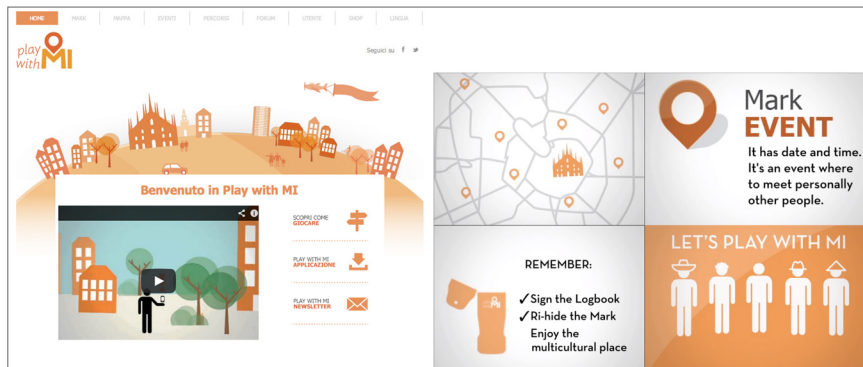 HOME MARK MAPPA EVENTI PERCORSI FORUM UTENTE SHOP LINGUA
play
with MI
Seguici su f
Benvenuto in Play with MI
SCOPRI COME
GIOCARE
PLAY WITH MI
APPLICAZIONE
PLAY WITH MI
NEWSLETTER
Mark
EVENT
It has date and time.
It's an event where
to meet personally
other people.
REMEMBER:
✓Sign the Logbook
✓Ri-hide the Mark
Enjoy the
multicultural place
LET'S PLAY WITH MI